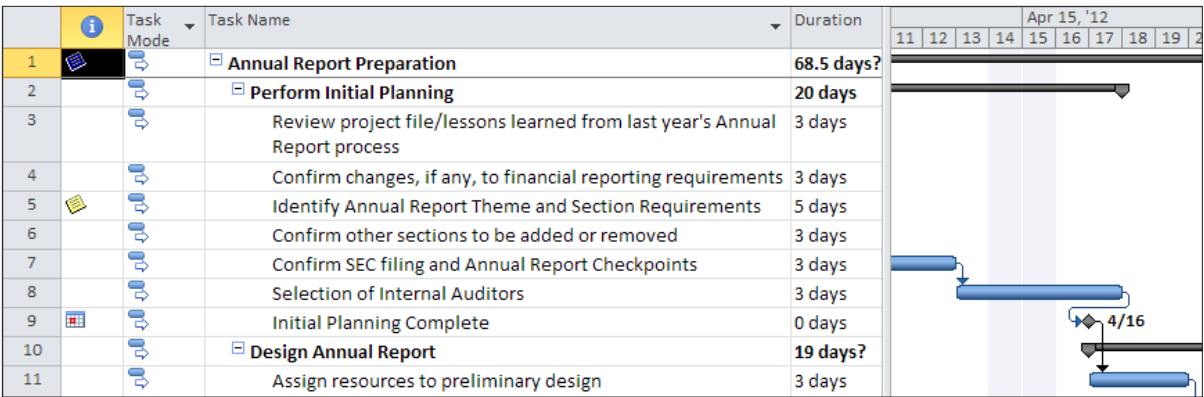 Task Mode Task Name Duration Apr 15, '12
11 12 13 14 15 16 17 18 19 2
1 Annual Report Preparation 68.5 days?
2 Perform Initial Planning 20 days
3 Review project file/lessons learned from last year's Annual 3 days
Report process
4 Confirm changes, if any, to financial reporting requirements 3 days
5 Identify Annual Report Theme and Section Requirements 5 days
6 Confirm other sections to be added or removed 3 days
7 Confirm SEC filing and Annual Report Checkpoints 3 days
8 Selection of Internal Auditors 3 days
9 Initial Planning Complete 0 days 4/16
10 Design Annual Report 19 days?
11 Assign resources to preliminary design 3 days